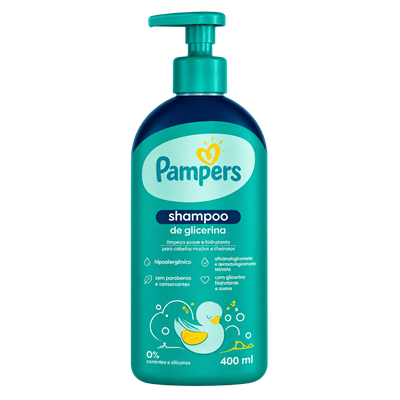 Pampers
shampoo
de glicerina
limpeza suave e hidratante
para cabelos macios e cheirosos
hipoalergênico
oftalmologicamente
e dermatologicamente
testado
sem parabenos
e conservantes
com glicerina
hidratante
e suave
0%
corantes e silicones
400 ml